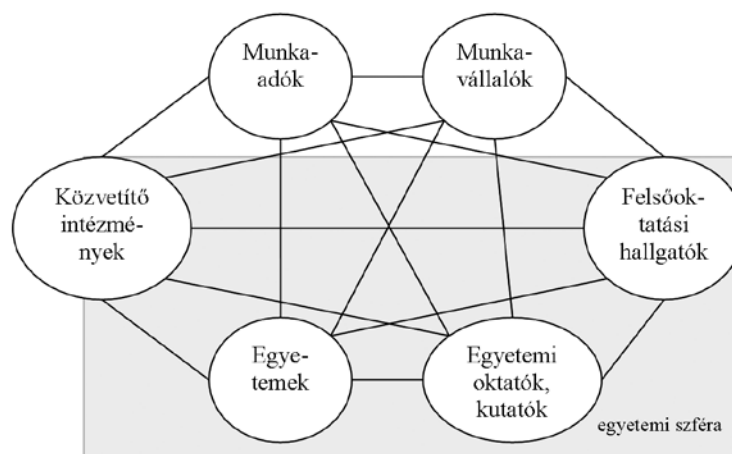 Munka-
adók
Munka-
vállalók
Közvetítő
intézmé-
nyek
Felsőok-
tatási
hallgatók
Egye-
temek
Egyetemi
oktatók,
kutatók
egyetemi szféra